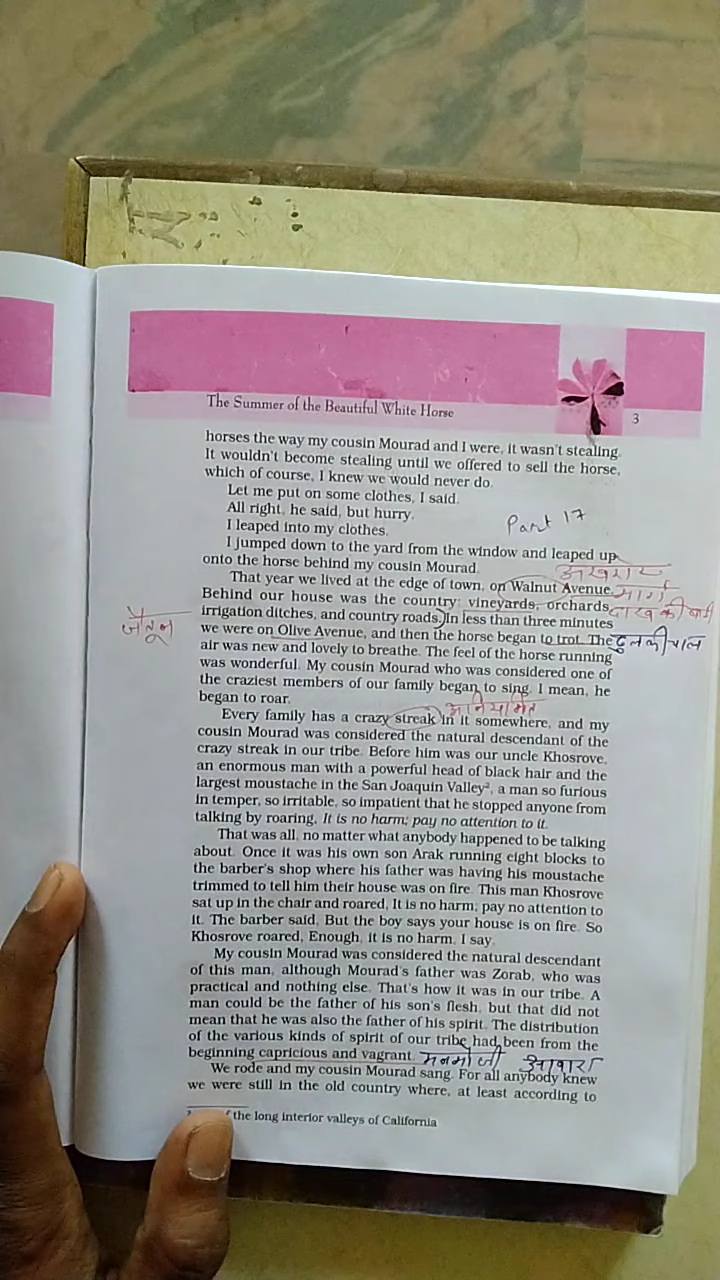 The Summer of the Beautiful White Horse
3
horses the way my cousin Mourad and I were, it wasn't stealing.
It wouldn't become stealing until we offered to sell the horse,
which of course, I knew we would never do.
Let me put on some clothes, I said.
All right, he said, but hurry.
I leaped into my clothes.
Part 17
I jumped down to the yard from the window and leaped up
onto the horse behind my cousin Mourad.
अखरोट
That year we lived at the edge of town, on Walnut Avenue. मार्ग
Behind our house was the country: vineyards, orchards, दाख की बाड़ी
irrigation ditches, and country roads. In less than three minutes
जैतून
we were on Olive Avenue, and then the horse began to trot. The दुलकी चाल
air was new and lovely to breathe. The feel of the horse running
was wonderful. My cousin Mourad who was considered one of
the craziest members of our family began to sing. I mean, he
began to roar.
अनियमित
Every family has a crazy streak in it somewhere, and my
cousin Mourad was considered the natural descendant of the
crazy streak in our tribe. Before him was our uncle Khosrove,
an enormous man with a powerful head of black hair and the
largest moustache in the San Joaquin Valley², a man so furious
in temper, so irritable, so impatient that he stopped anyone from
talking by roaring, It is no harm; pay no attention to it.
That was all, no matter what anybody happened to be talking
about. Once it was his own son Arak running eight blocks to
the barber's shop where his father was having his moustache
trimmed to tell him their house was on fire. This man Khosrove
sat up in the chair and roared, It is no harm; pay no attention to
it. The barber said, But the boy says your house is on fire. So
Khosrove roared, Enough, it is no harm, I say.
My cousin Mourad was considered the natural descendant
of this man, although Mourad's father was Zorab, who was
practical and nothing else. That's how it was in our tribe. A
man could be the father of his son's flesh, but that did not
mean that he was also the father of his spirit. The distribution
of the various kinds of spirit of our tribe had been from the
beginning capricious and vagrant. मनमौजी आवारा
We rode and my cousin Mourad sang. For all anybody knew
we were still in the old country where, at least according to
the long interior valleys of California